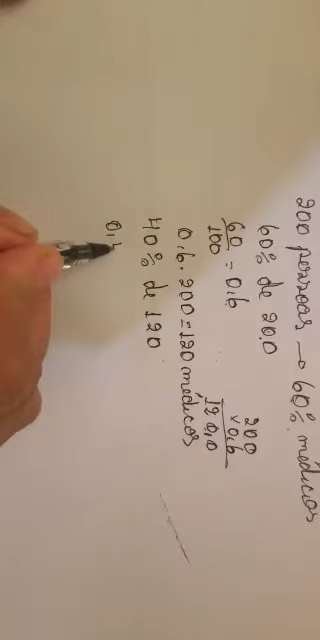 200 pessoas → 60% médicos
60% de 200
60/100 = 0,6
200
x0,6
120,0
0,6 . 200 = 120 médicos
40% de 120
0,